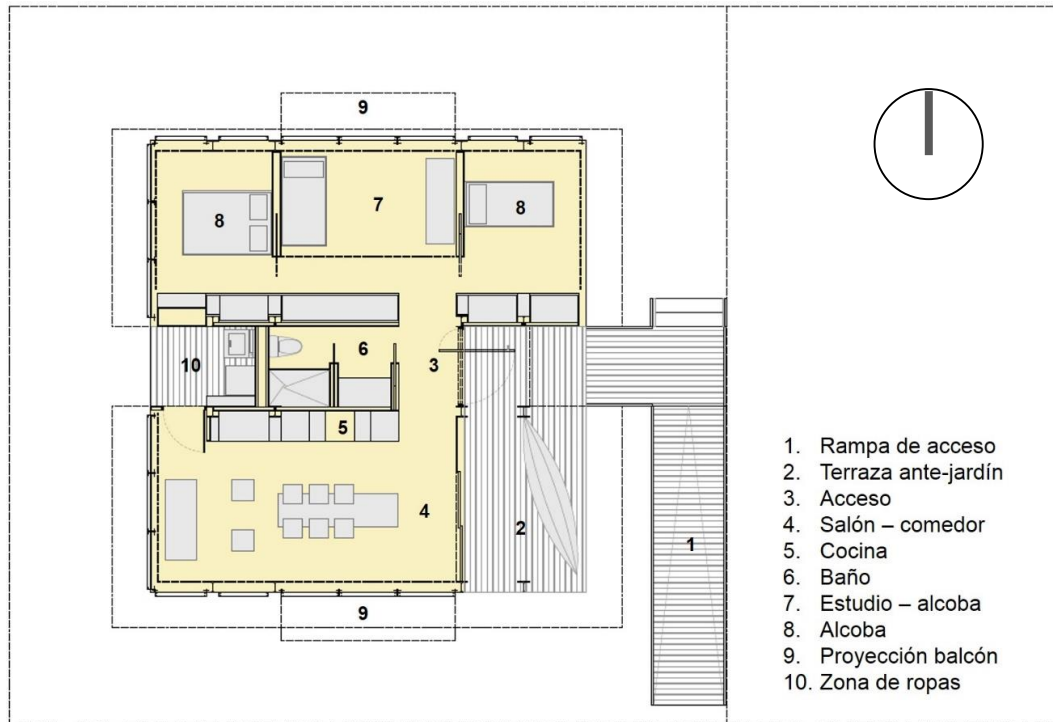 9
8
7
8
10
6
3
5
4
2
1
9
1. Rampa de acceso
2. Terraza ante-jardín
3. Acceso
4. Salón – comedor
5. Cocina
6. Baño
7. Estudio – alcoba
8. Alcoba
9. Proyección balcón
10. Zona de ropas